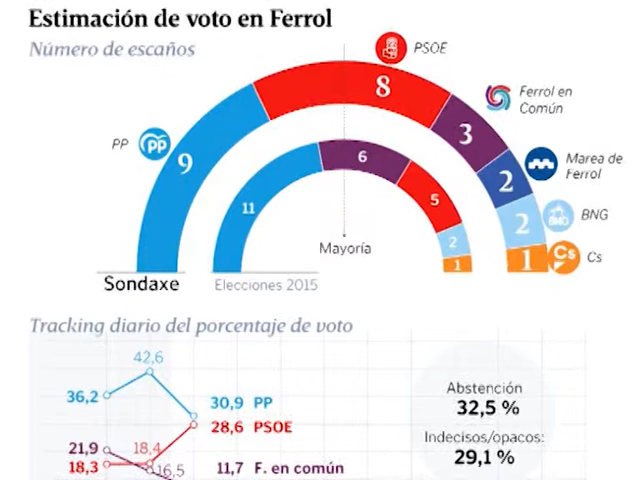 Estimación de voto en Ferrol
Número de escaños
PSOE
8
Ferrol en
Común
3
PP
PP
9
Marea de
Ferrol
2
6
11
5
BNG
BNG
2
2
Mayoría
1
1
Cs
Cs
Sondaxe
Elecciones 2015
Tracking diario del porcentaje de voto
42,6
36,2
30,9 PP
28,6 PSOE
21,9
18,4
18,3
16,5
11,7 F. en común
Abstención
32,5 %
Indecisos/opacos:
29,1 %